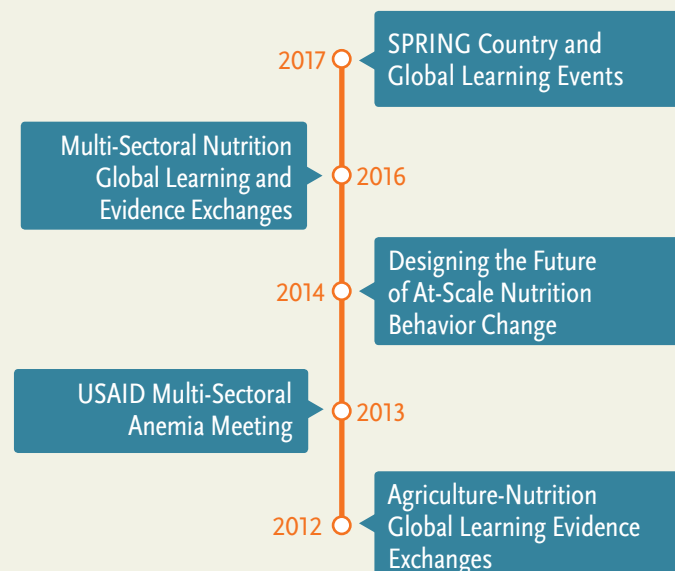 2017
SPRING Country and
Global Learning Events
Multi-Sectoral Nutrition
Global Learning and
Evidence Exchanges
2016
2014
Designing the Future
of At-Scale Nutrition
Behavior Change
USAID Multi-Sectoral
Anemia Meeting
2013
2012
Agriculture-Nutrition
Global Learning Evidence
Exchanges